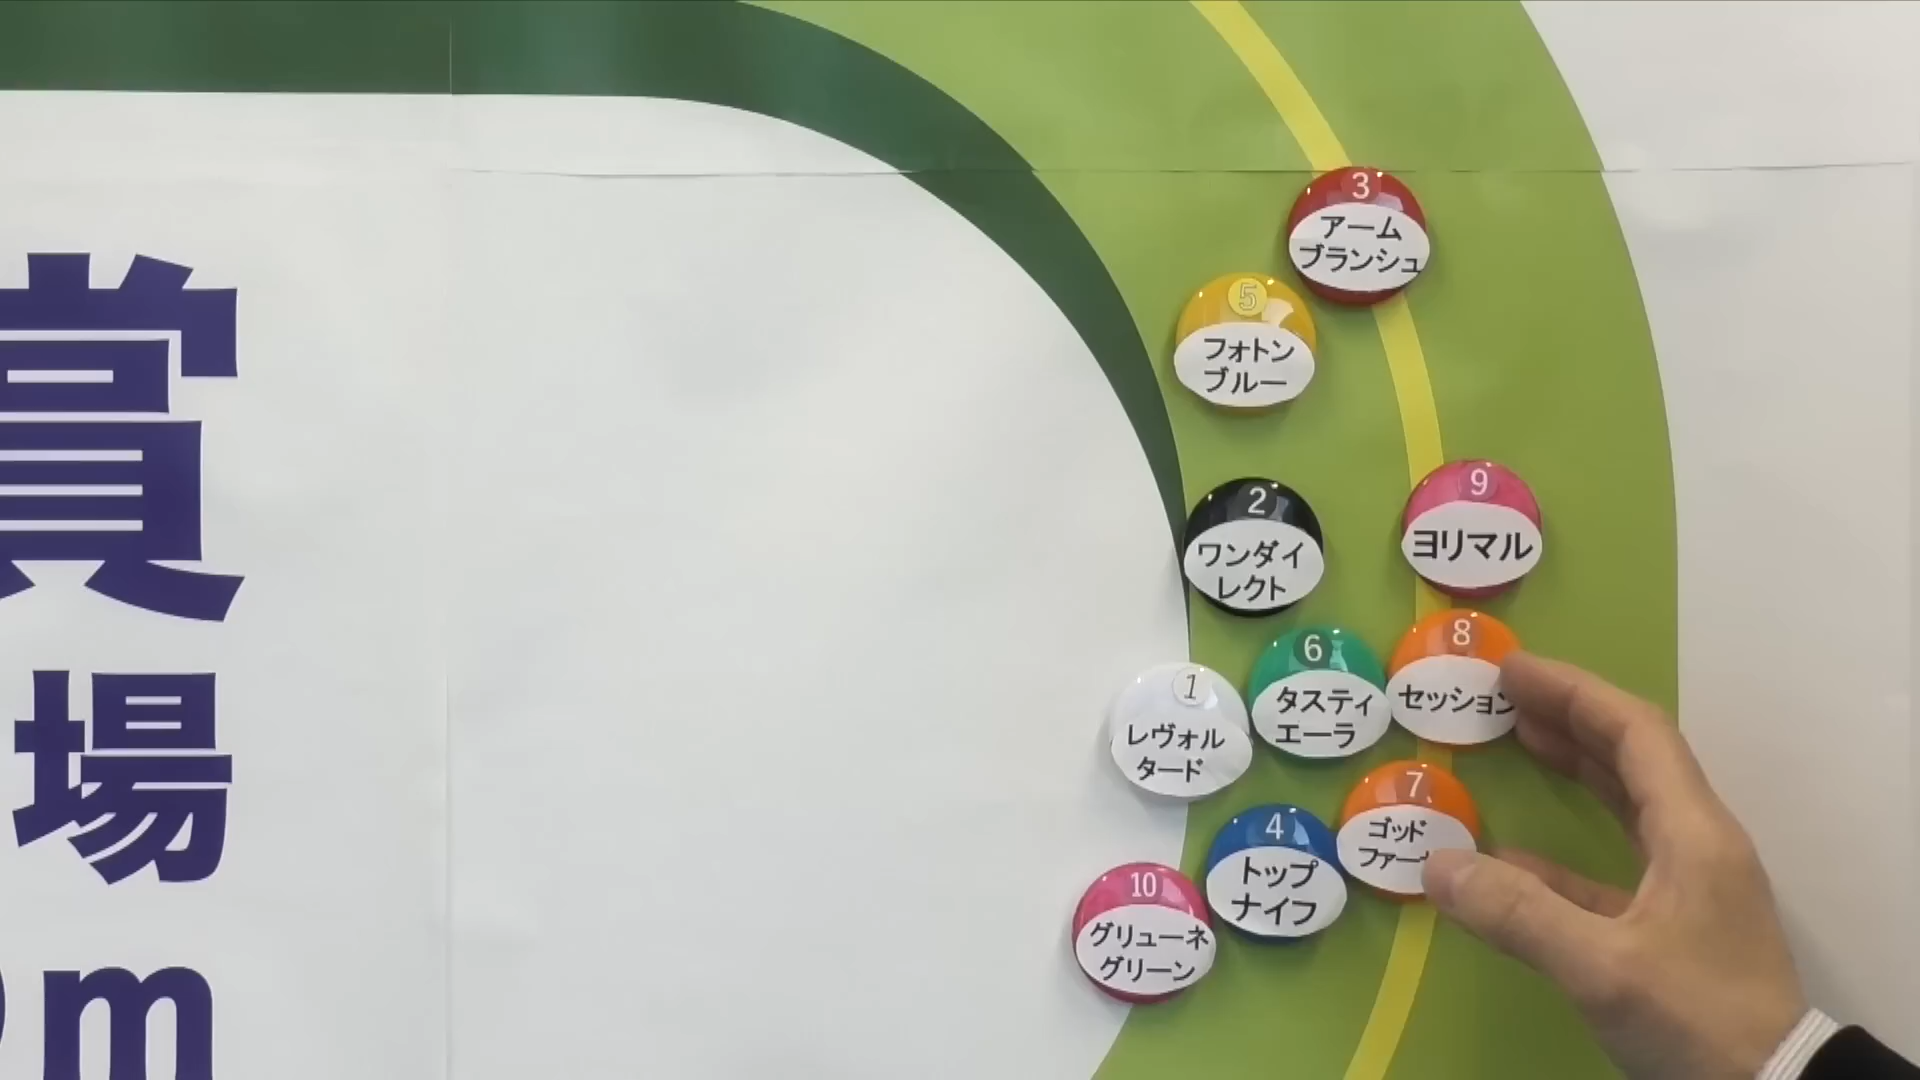 賞
場
m
3
アーム
ブランシュ
5
フォトン
ブルー
2
ワンダイ
レクト
9
ヨリマル
6
タスティ
エーラ
8
セッション
1
レヴォル
タード
7
ゴッド
ファー
4
トップ
ナイフ
10
グリューネ
グリーン